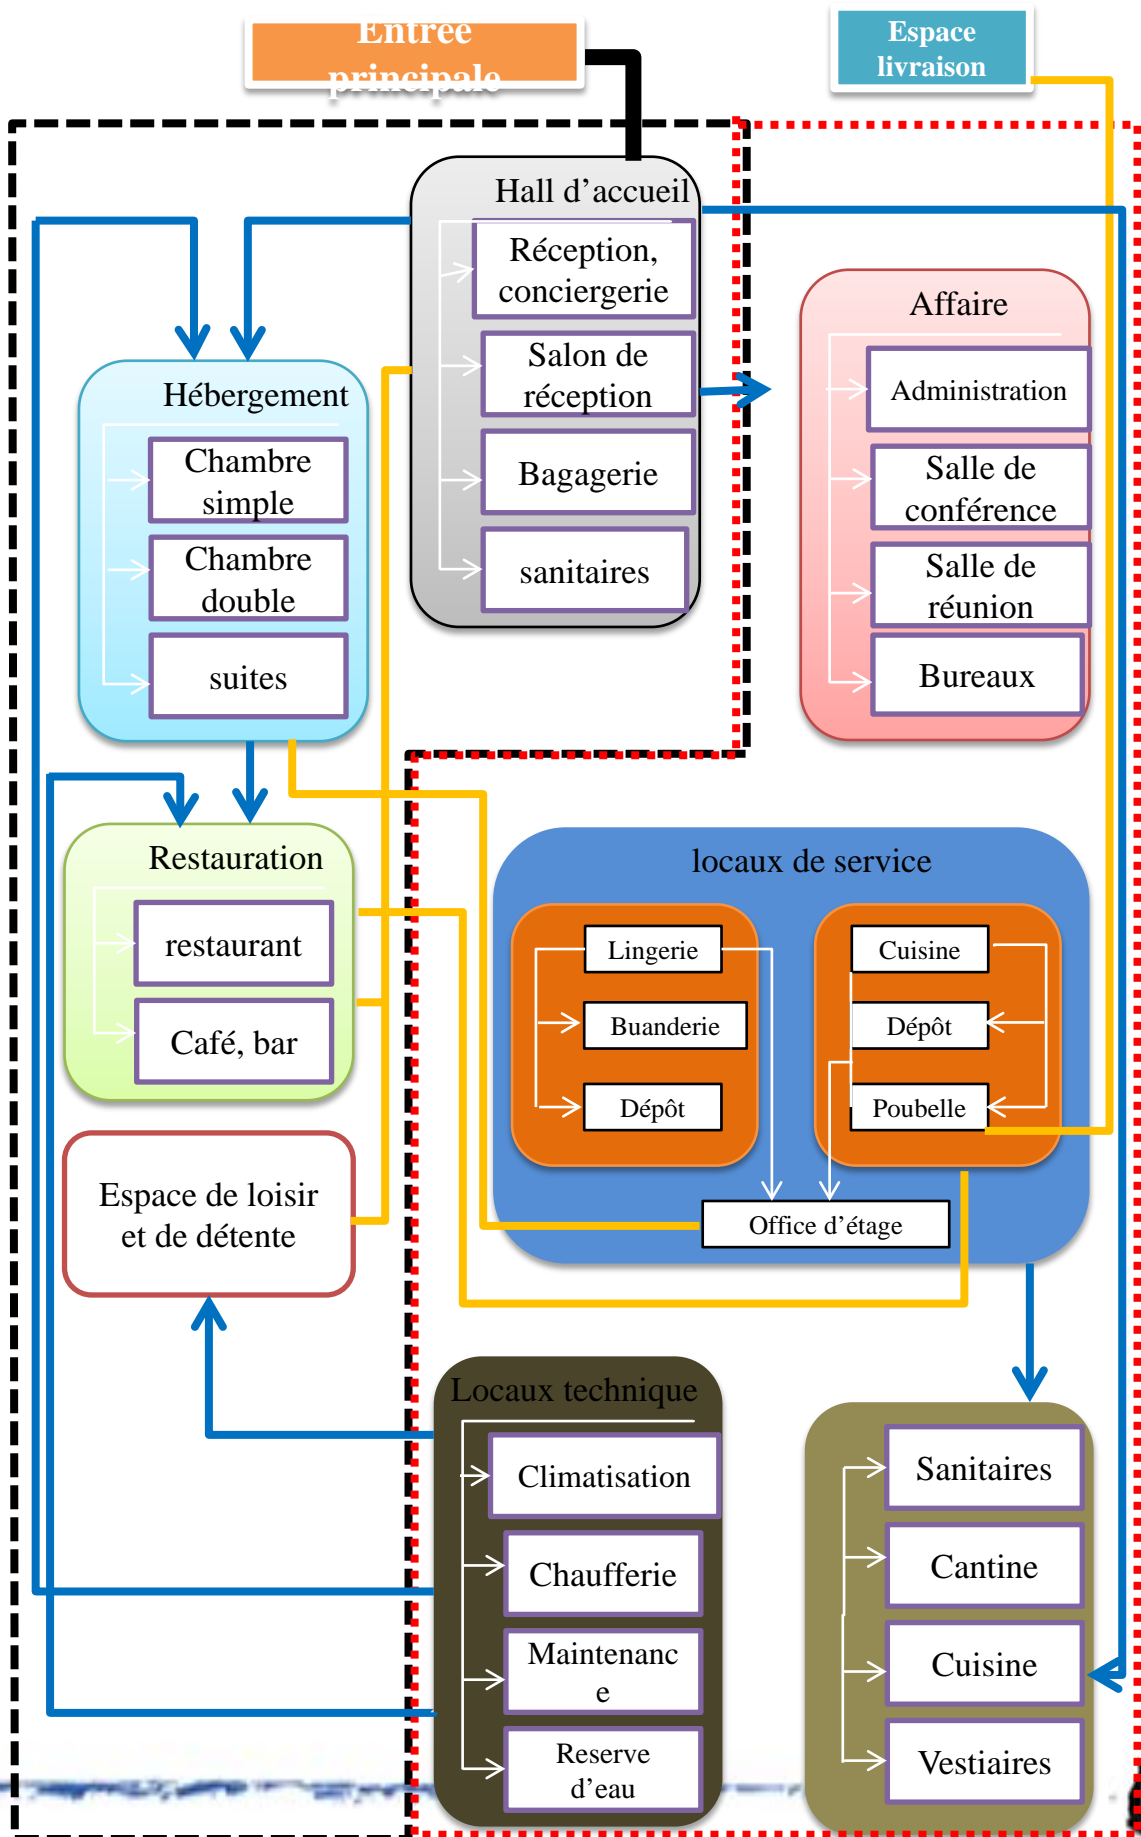 Entrée
principale
Espace
livraison
Hall d’accueil
Réception,
conciergerie
Salon de
réception
Bagagerie
sanitaires
Affaire
Administration
Salle de
conférence
Salle de
réunion
Bureaux
Hébergement
Chambre
simple
Chambre
double
suites
Restauration
restaurant
Café, bar
Espace de loisir
et de détente
locaux de service
Lingerie
Buanderie
Dépôt
Cuisine
Dépôt
Poubelle
Office d’étage
Locaux technique
Climatisation
Chaufferie
Maintenanc
e
Reserve
d’eau
Sanitaires
Cantine
Cuisine
Vestiaires